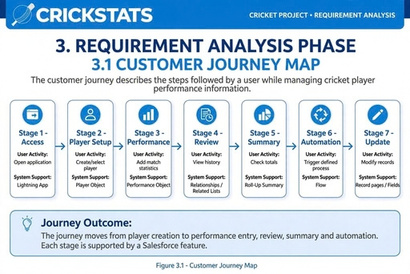 CRICKSTATS
CRICKET PROJECT • REQUIREMENT ANALYSIS
3. REQUIREMENT ANALYSIS PHASE
3.1 CUSTOMER JOURNEY MAP
The customer journey describes the steps followed by a user while managing cricket player
performance information.
Stage 1 -
Access
User Activity:
Open application
System Support:
Lightning App
Stage 2 -
Player Setup
User Activity:
Create/select
player
System Support:
Player Object
Stage 3 -
Performance
User Activity:
Add match
statistics
System Support:
Performance Object
Stage 4 -
Review
User Activity:
View history
System Support:
Relationships /
Related Lists
Stage 5 -
Summary
User Activity:
Check totals
System Support:
Roll-Up Summary
Stage 6 -
Automation
User Activity:
Trigger defined
process
System Support:
Flow
Stage 7 -
Update
User Activity:
Modify records
System Support:
Record pages / Fields
Journey Outcome:
The journey moves from player creation to performance entry, review, summary and automation.
Each stage is supported by a Salesforce feature.
Figure 3.1 - Customer Journey Map